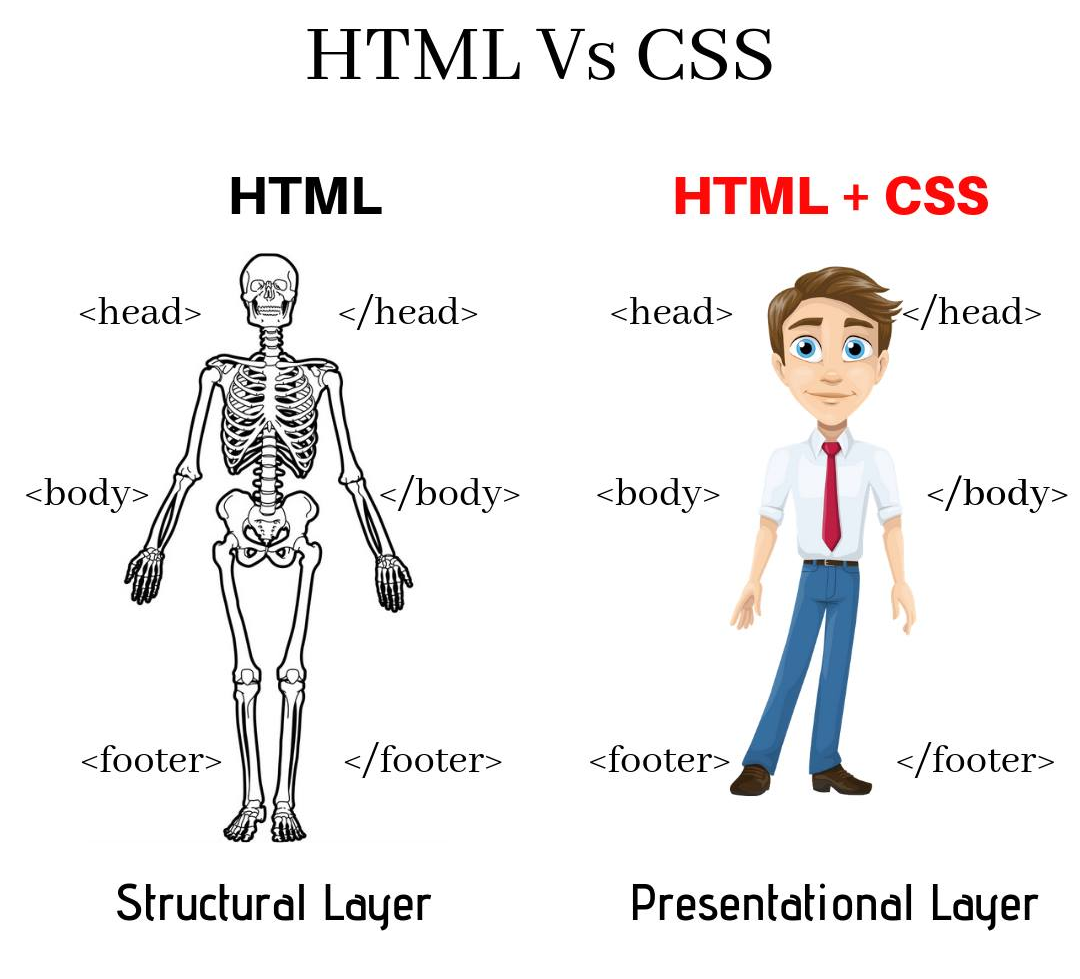 HTML Vs CSS
HTML
HTML + CSS
<head> </head>
<head> </head>
<body> </body>
<body> </body>
<footer> </footer>
<footer> </footer>
Structural Layer
Presentational Layer